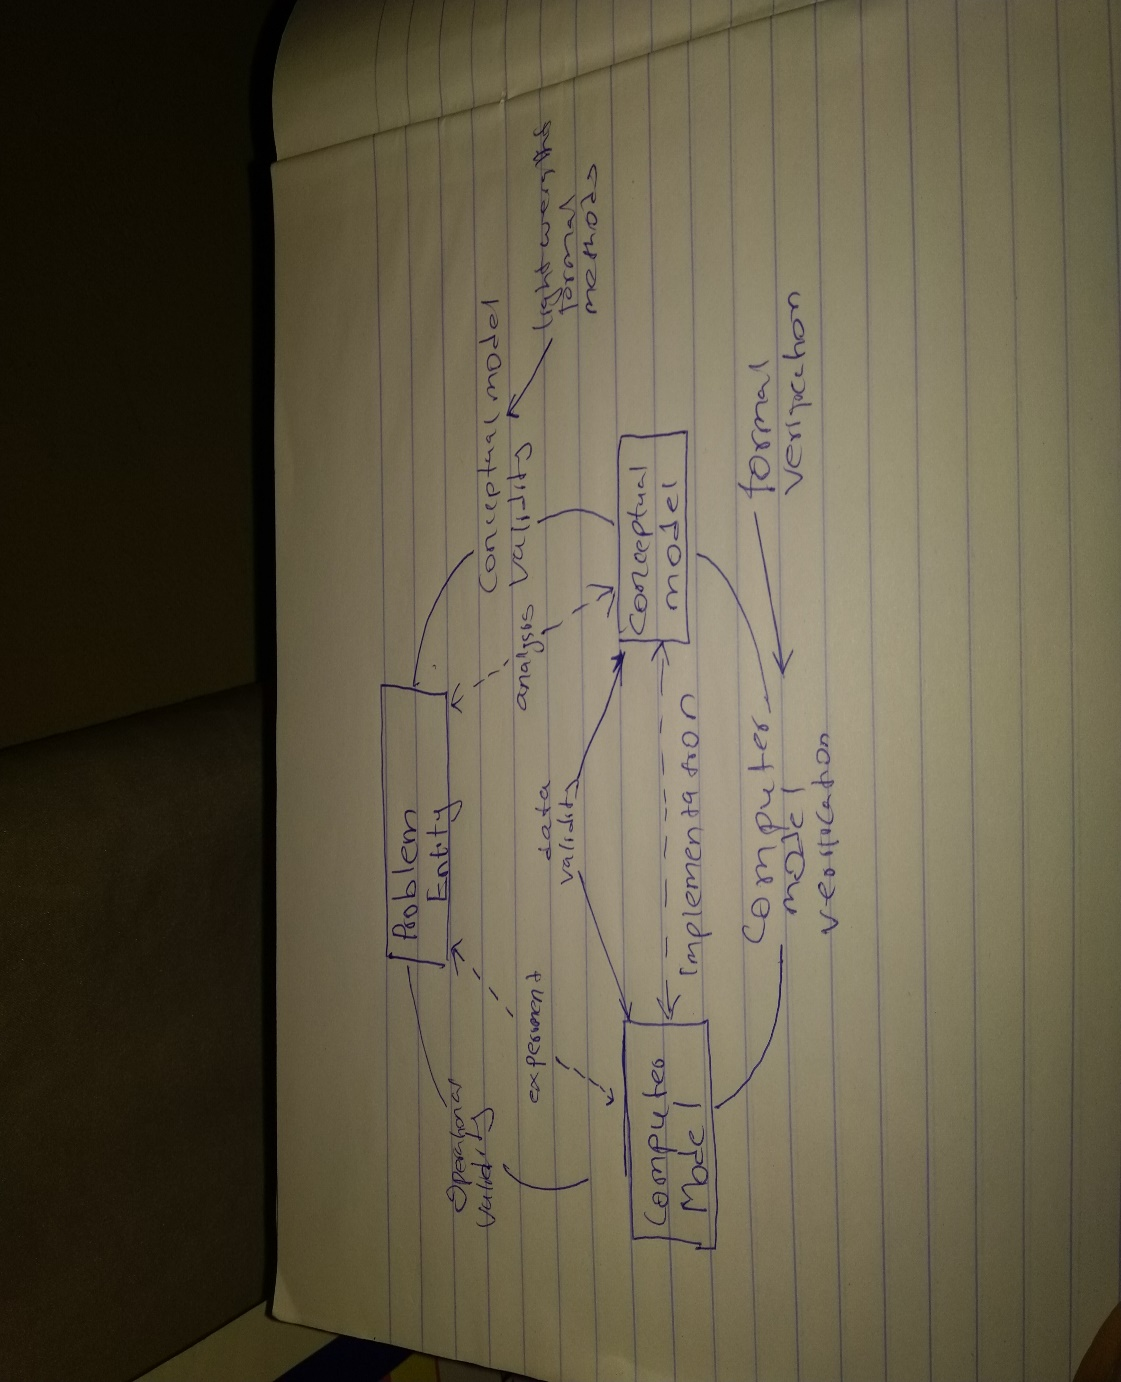 Problem
Entity
Operational
validity
Conceptual model
validity
lightweight
formal
methods
experiment
analysis
data
validity
Computer
Model
Conceptual
model
Implementation
Computer
model
verification
formal
verification